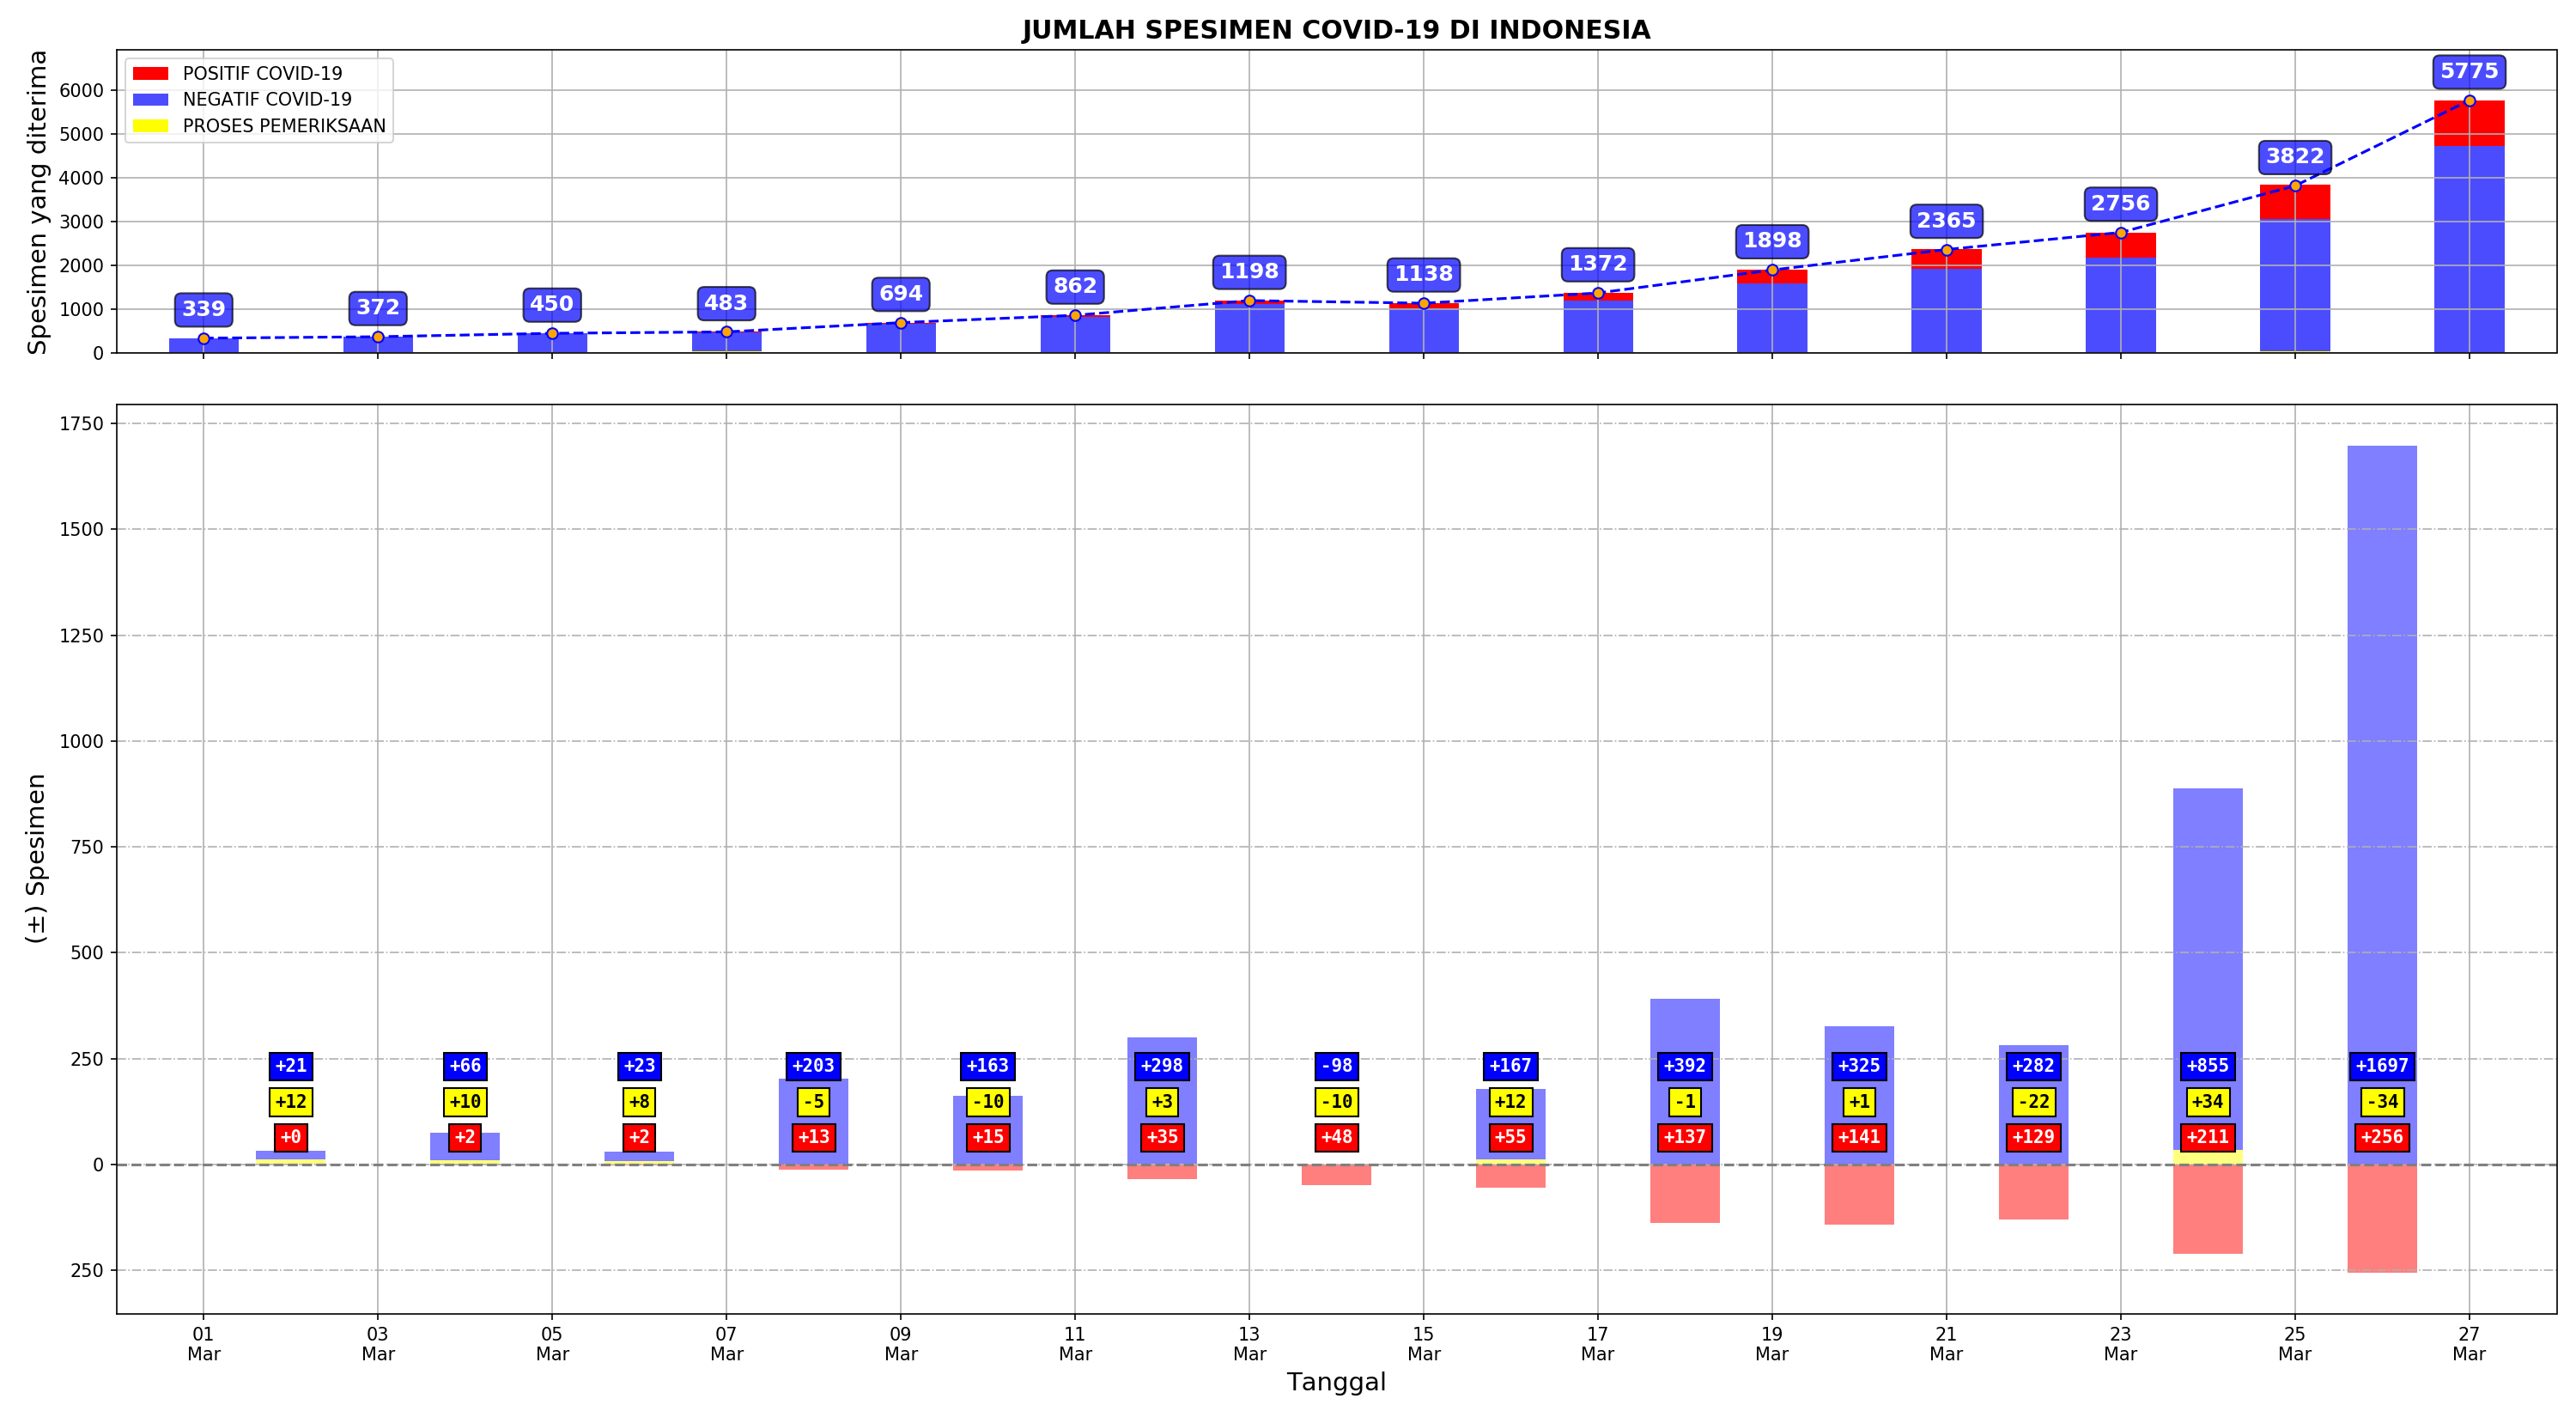 JUMLAH SPESIMEN COVID-19 DI INDONESIA
Spesimen yang diterima
POSITIF COVID-19
NEGATIF COVID-19
PROSES PEMERIKSAAN
6000
5000
4000
3000
2000
1000
0
339
372
450
483
694
862
1198
1138
1372
1898
2365
2756
3822
5775
(±) Spesimen
1750
1500
1250
1000
750
500
250
0
250
+21 +66 +23 +203 +163 +298 -98 +167 +392 +325 +282 +855 +1697
+12 +10 +8 -5 -10 +3 -10 +12 -1 +1 -22 +34 -34
+0 +2 +2 +13 +15 +35 +48 +55 +137 +141 +129 +211 +256
01 03 05 07 09 11 13 15 17 19 21 23 25 27
Mar Mar Mar Mar Mar Mar Mar Mar Mar Mar Mar Mar Mar Mar
Tanggal